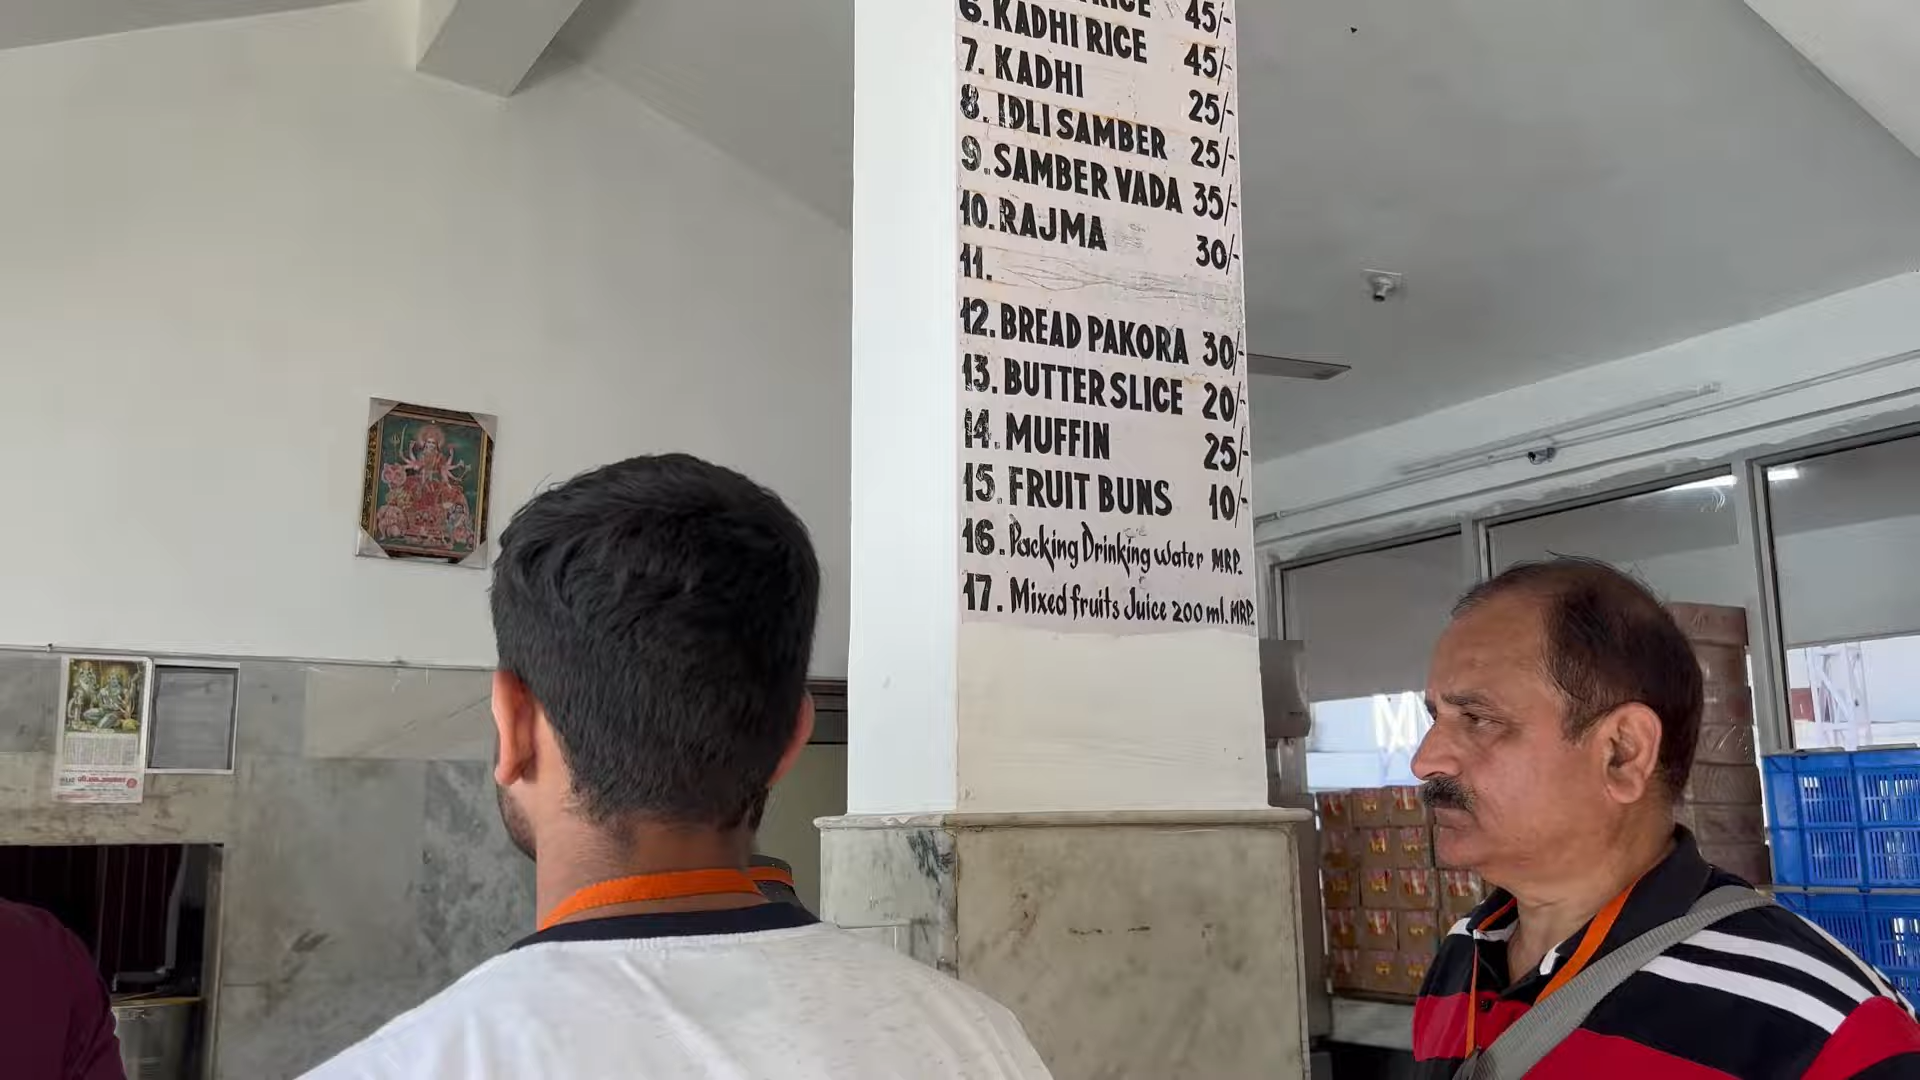 RICE 45/-
6. KADHI RICE 45/-
7. KADHI 25/-
8. IDLI SAMBER 25/-
9. SAMBER VADA 35/-
10. RAJMA 30/-
11.
12. BREAD PAKORA 30/-
13. BUTTER SLICE 20/-
14. MUFFIN 25/-
15. FRUIT BUNS 10/-
16. Packing Drinking water MRP.
17. Mixed fruits Juice 200 ml. MRP.